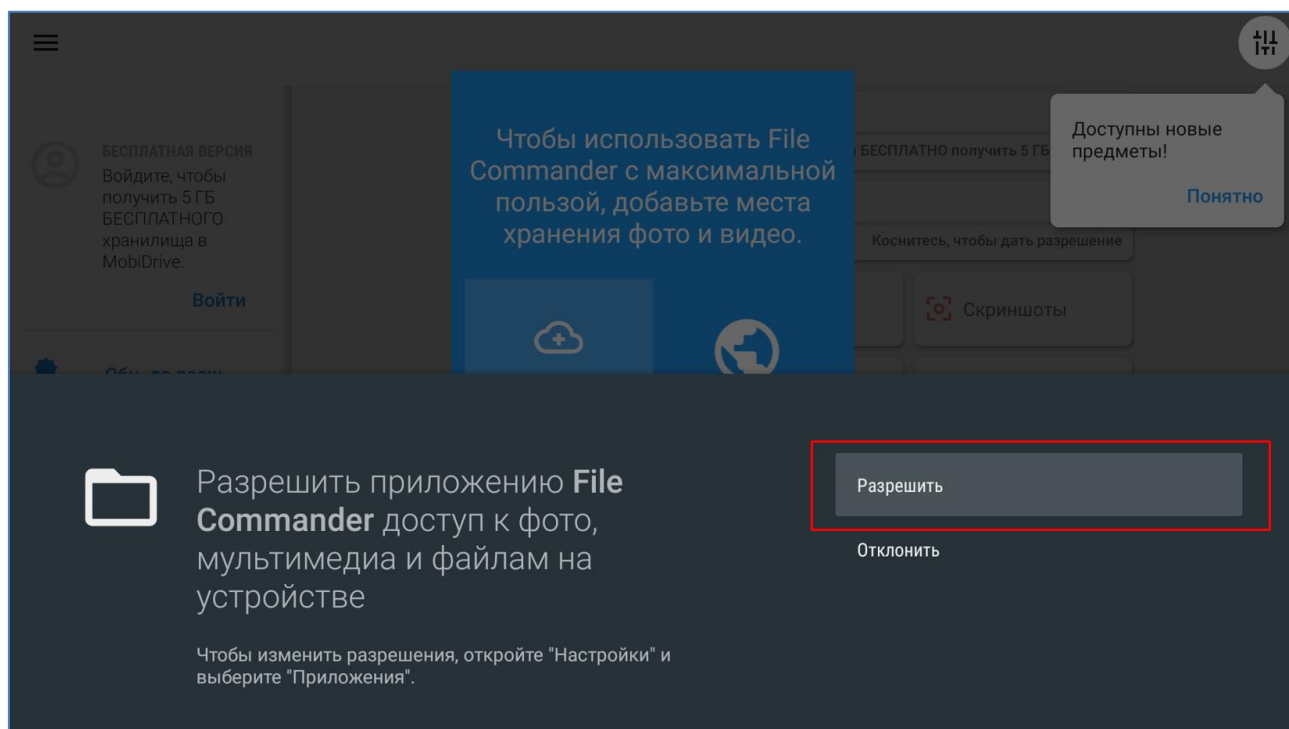 БЕСПЛАТНАЯ ВЕРСИЯ
Войдите, чтобы
получить 5 ГБ
БЕСПЛАТНОГО
хранилища в
MobiDrive.
Войти
Чтобы использовать File
Commander с максимальной
пользой, добавьте места
хранения фото и видео.
БЕСПЛАТНО получить 5 ГБ
Доступны новые
предметы!
Понятно
Коснитесь, чтобы дать разрешение
Скриншоты
Разрешить приложению File
Commander доступ к фото,
мультимедиа и файлам на
устройстве
Чтобы изменить разрешения, откройте "Настройки" и
выберите "Приложения".
Разрешить
Отклонить